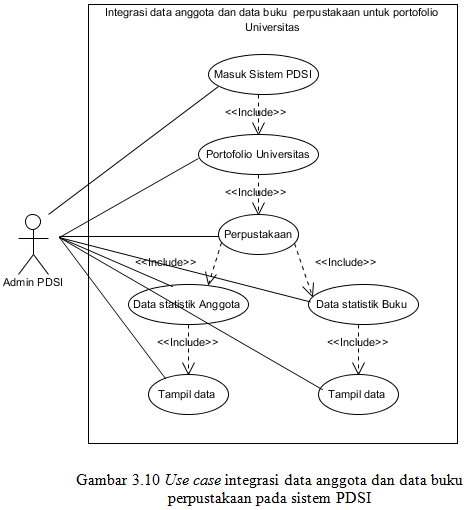 Integrasi data anggota dan data buku perpustakaan untuk portofolio
Universitas
Masuk Sistem PDSI
<<Include>>
Portofolio Universitas
<<Include>>
Perpustakaan
Admin PDSI
<<Include>>
<<Include>>
Data statistik Anggota
Data statistik Buku
<<Include>>
<<Include>>
Tampil data
Tampil data
Gambar 3.10 Use case integrasi data anggota dan data buku
perpustakaan pada sistem PDSI